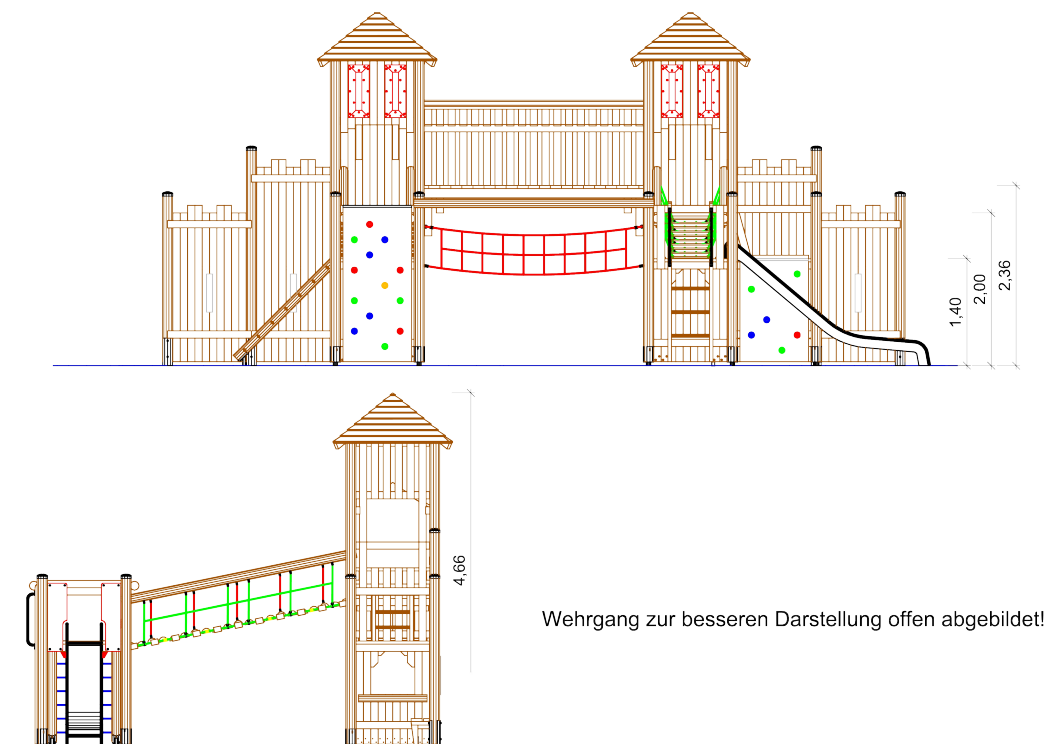 1,40
2,00
2,36
4,66
Wehrgang zur besseren Darstellung offen abgebildet!